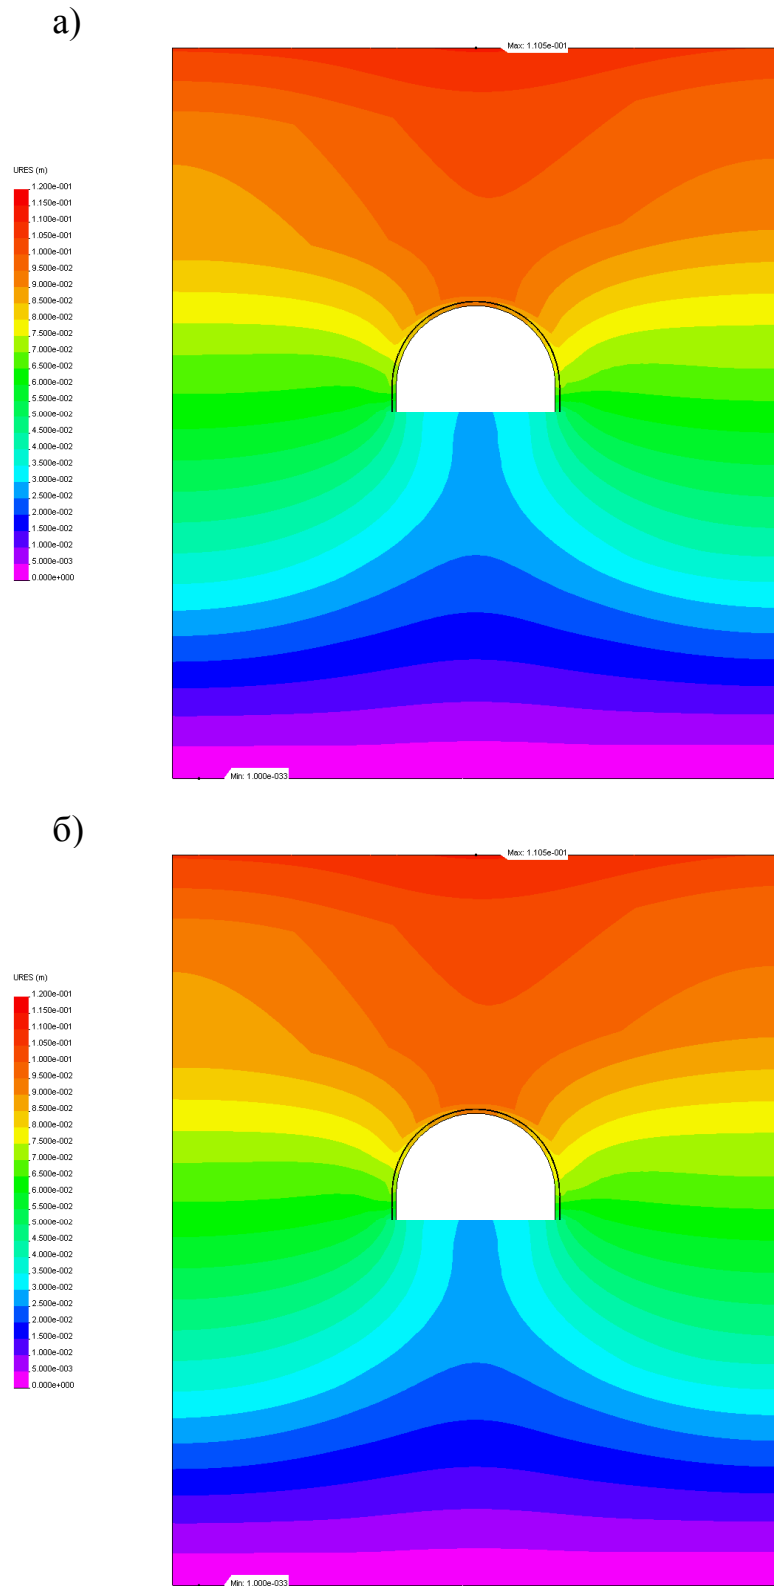 а)
Max: 1.105e-001
URES (m)
1.200e-001
1.150e-001
1.100e-001
1.050e-001
1.000e-001
9.500e-002
9.000e-002
8.500e-002
8.000e-002
7.500e-002
7.000e-002
6.500e-002
6.000e-002
5.500e-002
5.000e-002
4.500e-002
4.000e-002
3.500e-002
3.000e-002
2.500e-002
2.000e-002
1.500e-002
1.000e-002
5.000e-003
0.000e+000
Min: 1.000e-033
б)
Max: 1.105e-001
URES (m)
1.200e-001
1.150e-001
1.100e-001
1.050e-001
1.000e-001
9.500e-002
9.000e-002
8.500e-002
8.000e-002
7.500e-002
7.000e-002
6.500e-002
6.000e-002
5.500e-002
5.000e-002
4.500e-002
4.000e-002
3.500e-002
3.000e-002
2.500e-002
2.000e-002
1.500e-002
1.000e-002
5.000e-003
0.000e+000
Min: 1.000e-033